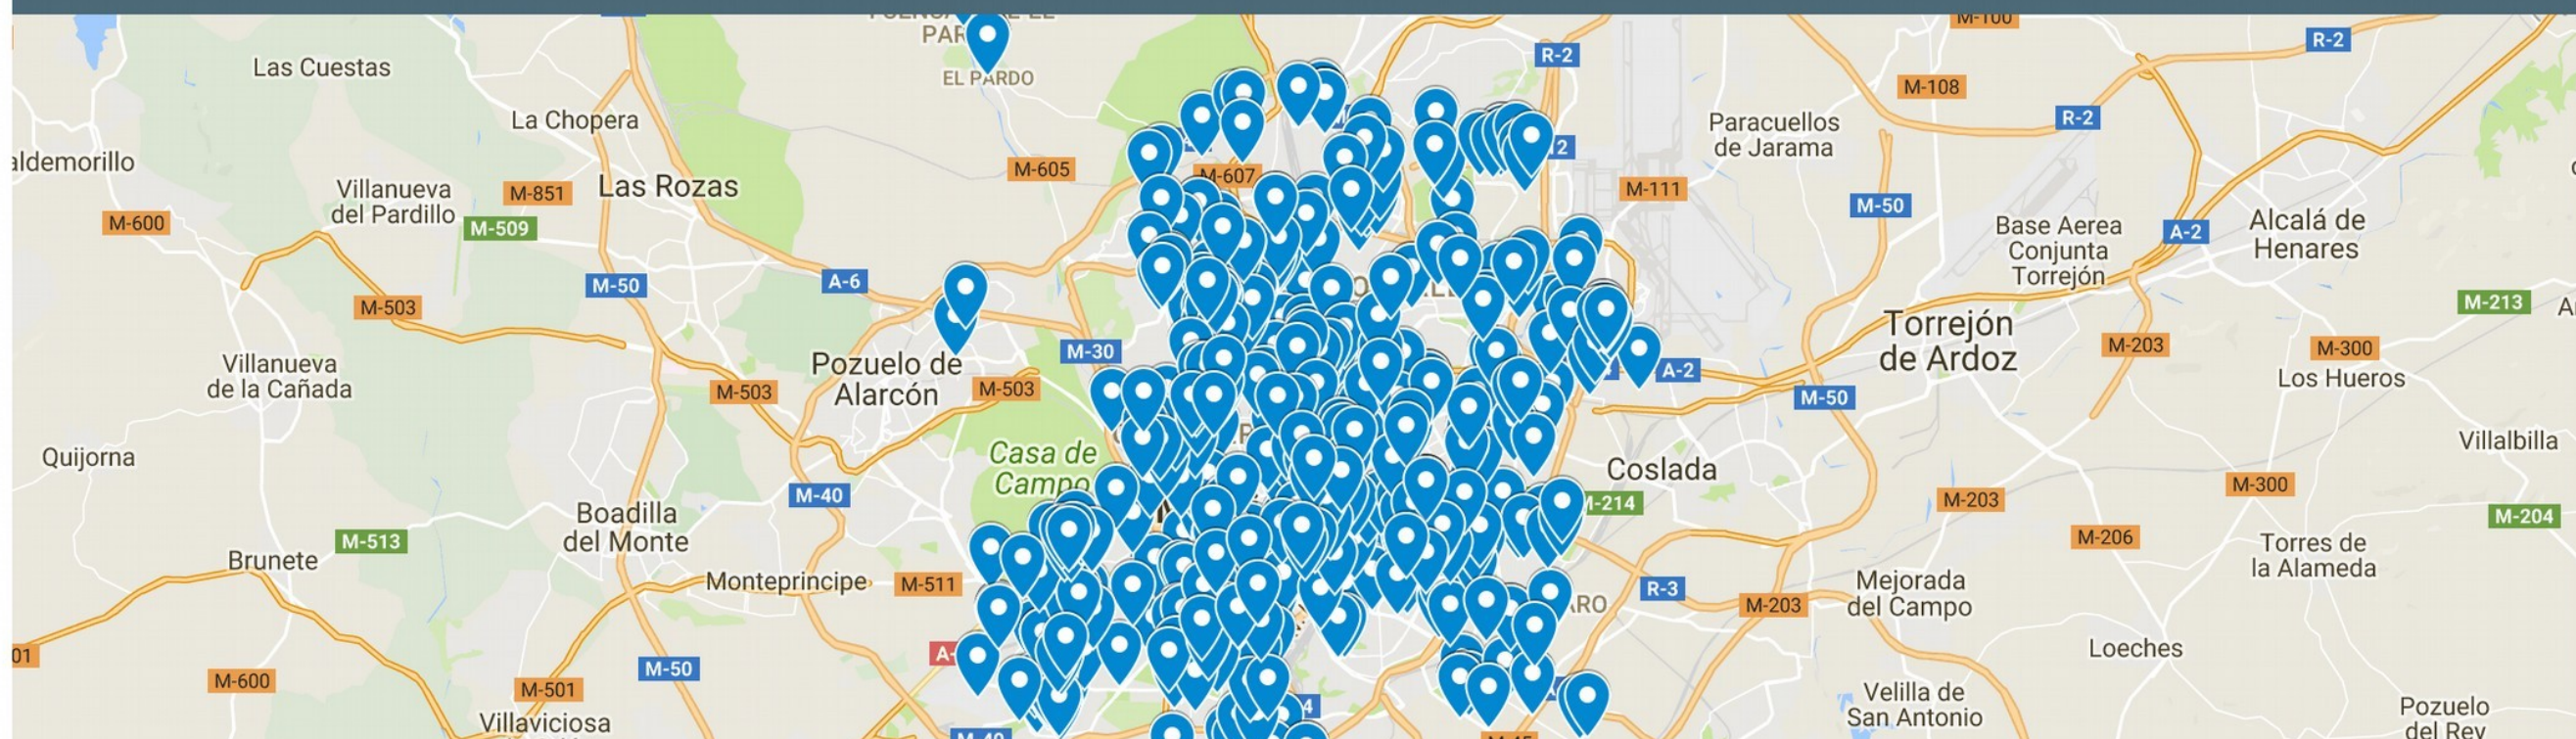 M-100
R-2
R-2
Las Cuestas
EL PARDO
M-108
La Chopera
R-2
Paracuellos
de Jarama
aldemorillo
M-605
M-607
Las Rozas
Villanueva
del Pardillo
M-851
M-111
M-600
M-509
M-50
Base Aerea
Conjunta
Torrejón
A-2
Alcalá de
Henares
M-50
A-6
M-503
M-213
Torrejón
de Ardoz
M-203
M-300
M-30
Villanueva
de la Cañada
Pozuelo de
Alarcón
M-503
M-503
A-2
Los Hueros
M-50
Villalbilla
Quijorna
Casa de
Campo
Coslada
M-40
M-214
M-203
M-300
M-204
Boadilla
del Monte
M-513
M-206
Torres de
la Alameda
Brunete
Monteprincipe
M-511
R-3
M-203
Mejorada
del Campo
01
Loeches
M-600
M-50
M-501
Velilla de
San Antonio
Villaviciosa
Pozuelo
del Rey
M-40
M-45